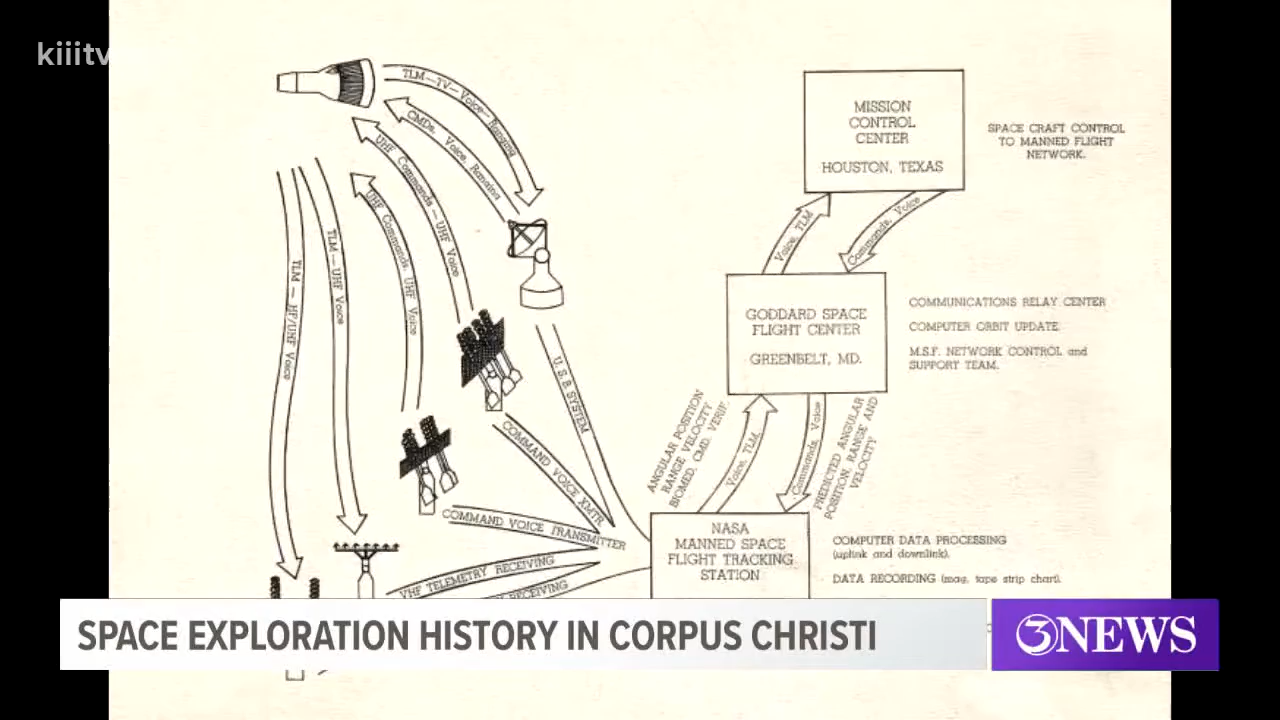 kiiitv
TLM — TV — Voice — Ranging
CMDs, Voice, Ranging
UHF Commands — UHF Voice
UHF Commands, UHF Voice
TLM — UHF Voice
TLM — HF/UHF Voice
U. S. B. SYSTEM
COMMAND VOICE XMTR
COMMAND VOICE TRANSMITTER
VHF TELEMETRY RECEIVING
RECEIVING
MISSION
CONTROL
CENTER
HOUSTON, TEXAS
SPACE CRAFT CONTROL
TO MANNED FLIGHT
NETWORK.
Voice, TLM
Commands, Voice
GODDARD SPACE
FLIGHT CENTER
GREENBELT, MD.
COMMUNICATIONS RELAY CENTER
COMPUTER ORBIT UPDATE
M.S.F. NETWORK CONTROL and
SUPPORT TEAM.
ANGULAR POSITION
RANGE VELOCITY
BIOMED, CMD. VERIF.
Voice, TLM,
Commands, Voice
PREDICTED ANGULAR
POSITION, RANGE AND
VELOCITY
NASA
MANNED SPACE
FLIGHT TRACKING
STATION
COMPUTER DATA PROCESSING
(uplink and downlink).
DATA RECORDING (mag. tape strip chart).
SPACE EXPLORATION HISTORY IN CORPUS CHRISTI
3NEWS